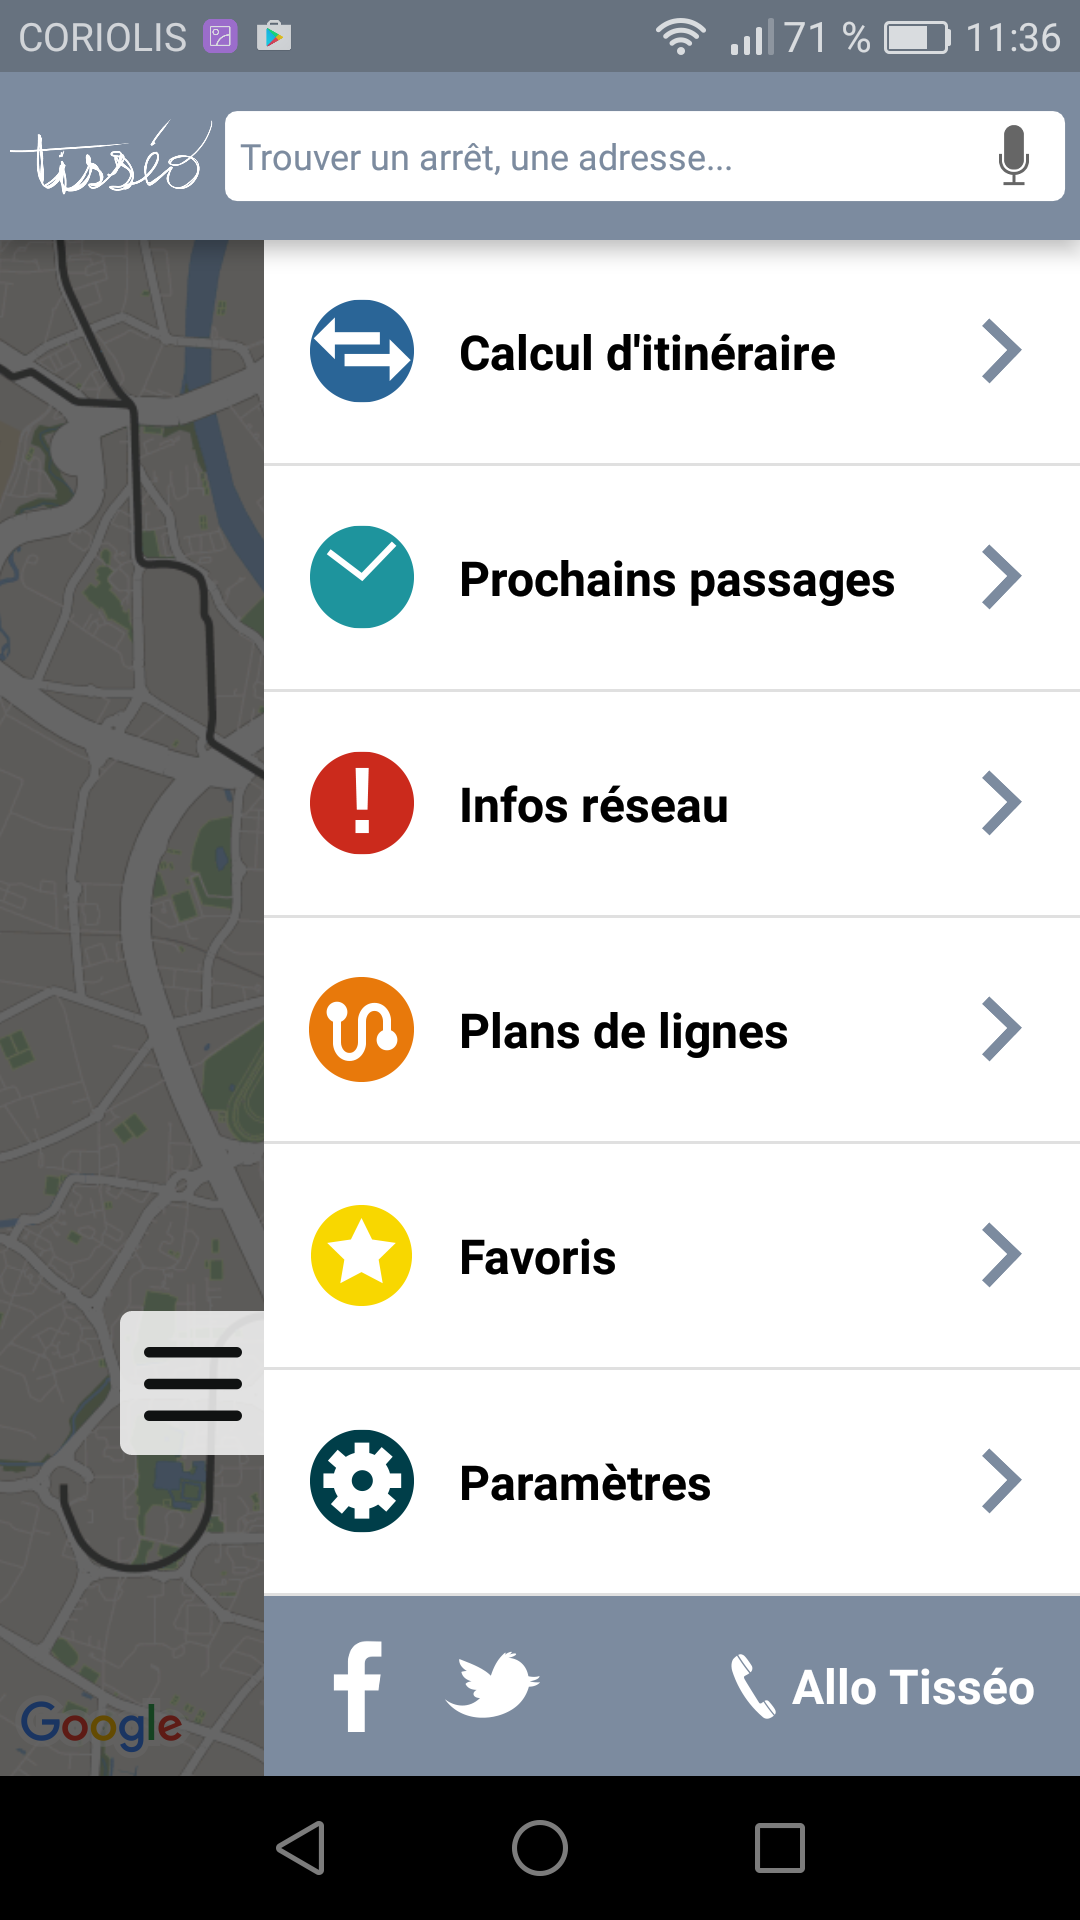 CORIOLIS 71 % 11:36
tisséo Trouver un arrêt, une adresse...
Calcul d'itinéraire
Prochains passages
Infos réseau
Plans de lignes
Favoris
Paramètres
Allo Tisséo
Google